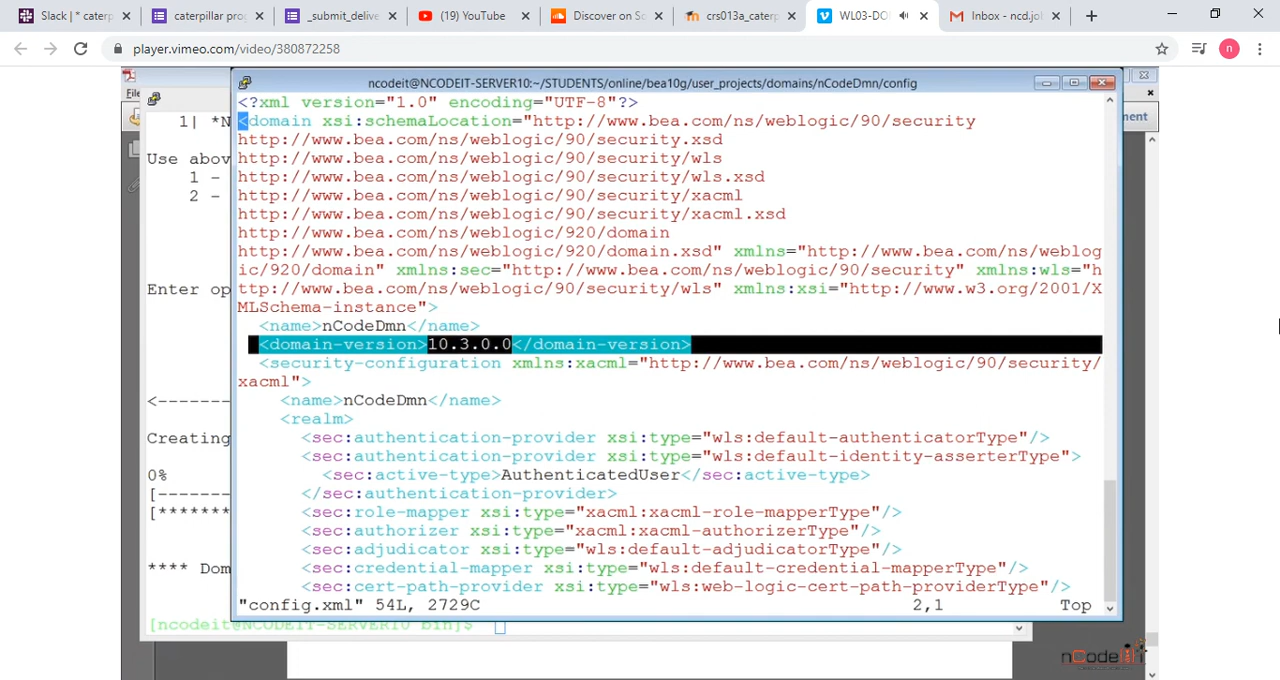 Slack | * caterp
caterpillar pro
_submit_delive
(19) YouTube
Discover on So
crs013a_caterp
WL03-DO
Inbox - ncd.jo
player.vimeo.com/video/380872258
n
ncodeit@NCODEIT-SERVER10:~/STUDENTS/online/bea10g/user_projects/domains/nCodeDmn/config
File
ment
1| *N
Use abov
1 -
2 -
Enter op
<-------
Creating
0%
[-------
[*******
**** Dom
<?xml version="1.0" encoding="UTF-8"?>
<domain xsi:schemaLocation="http://www.bea.com/ns/weblogic/90/security
http://www.bea.com/ns/weblogic/90/security.xsd
http://www.bea.com/ns/weblogic/90/security/wls
http://www.bea.com/ns/weblogic/90/security/wls.xsd
http://www.bea.com/ns/weblogic/90/security/xacml
http://www.bea.com/ns/weblogic/90/security/xacml.xsd
http://www.bea.com/ns/weblogic/920/domain
http://www.bea.com/ns/weblogic/920/domain.xsd" xmlns="http://www.bea.com/ns/weblog
ic/920/domain" xmlns:sec="http://www.bea.com/ns/weblogic/90/security" xmlns:wls="h
ttp://www.bea.com/ns/weblogic/90/security/wls" xmlns:xsi="http://www.w3.org/2001/X
MLSchema-instance">
<name>nCodeDmn</name>
<domain-version>10.3.0.0</domain-version>
<security-configuration xmlns:xacml="http://www.bea.com/ns/weblogic/90/security/
xacml">
<name>nCodeDmn</name>
<realm>
<sec:authentication-provider xsi:type="wls:default-authenticatorType"/>
<sec:authentication-provider xsi:type="wls:default-identity-asserterType">
<sec:active-type>AuthenticatedUser</sec:active-type>
</sec:authentication-provider>
<sec:role-mapper xsi:type="xacml:xacml-role-mapperType"/>
<sec:authorizer xsi:type="xacml:xacml-authorizerType"/>
<sec:adjudicator xsi:type="wls:default-adjudicatorType"/>
<sec:credential-mapper xsi:type="wls:default-credential-mapperType"/>
<sec:cert-path-provider xsi:type="wls:web-logic-cert-path-providerType"/>
"config.xml" 54L, 2729C 2,1 Top
[ncodeit@NCODEIT-SERVER10 bin]$
nCode